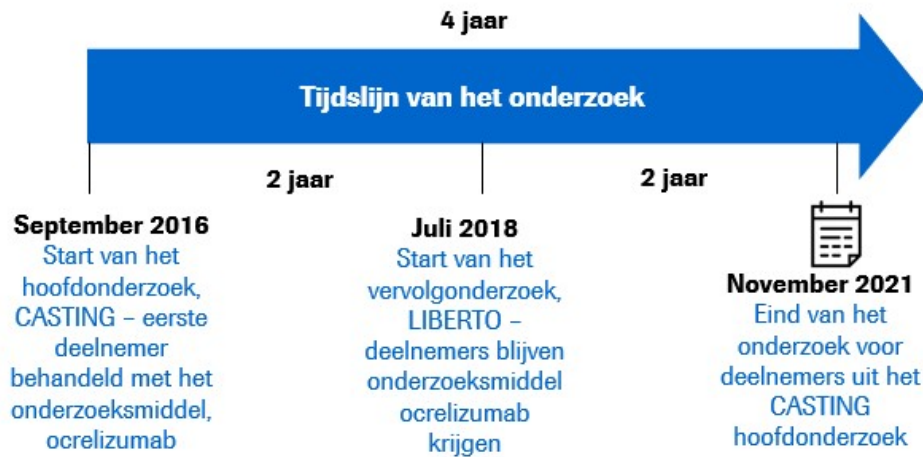 4 jaar
Tijdslijn van het onderzoek
2 jaar
2 jaar
September 2016
Start van het
hoofdonderzoek,
CASTING – eerste
deelnemer
behandeld met het
onderzoeksmiddel,
ocrelizumab
Juli 2018
Start van het
vervolgonderzoek,
LIBERTO –
deelnemers blijven
onderzoeksmiddel
ocrelizumab
krijgen
November 2021
Eind van het
onderzoek voor
deelnemers uit het
CASTING
hoofdonderzoek